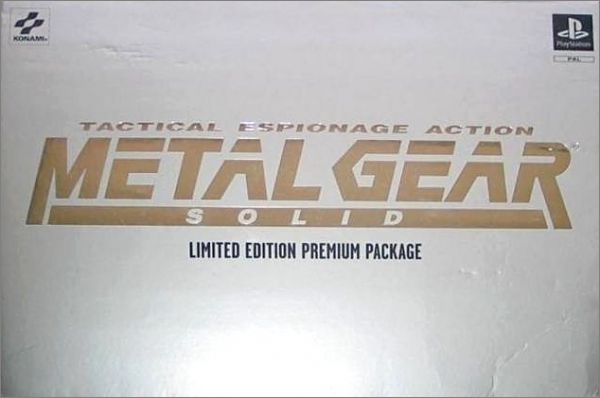 KONAMI
PlayStation
PAL
TACTICAL ESPIONAGE ACTION
METAL GEAR
SOLID
LIMITED EDITION PREMIUM PACKAGE